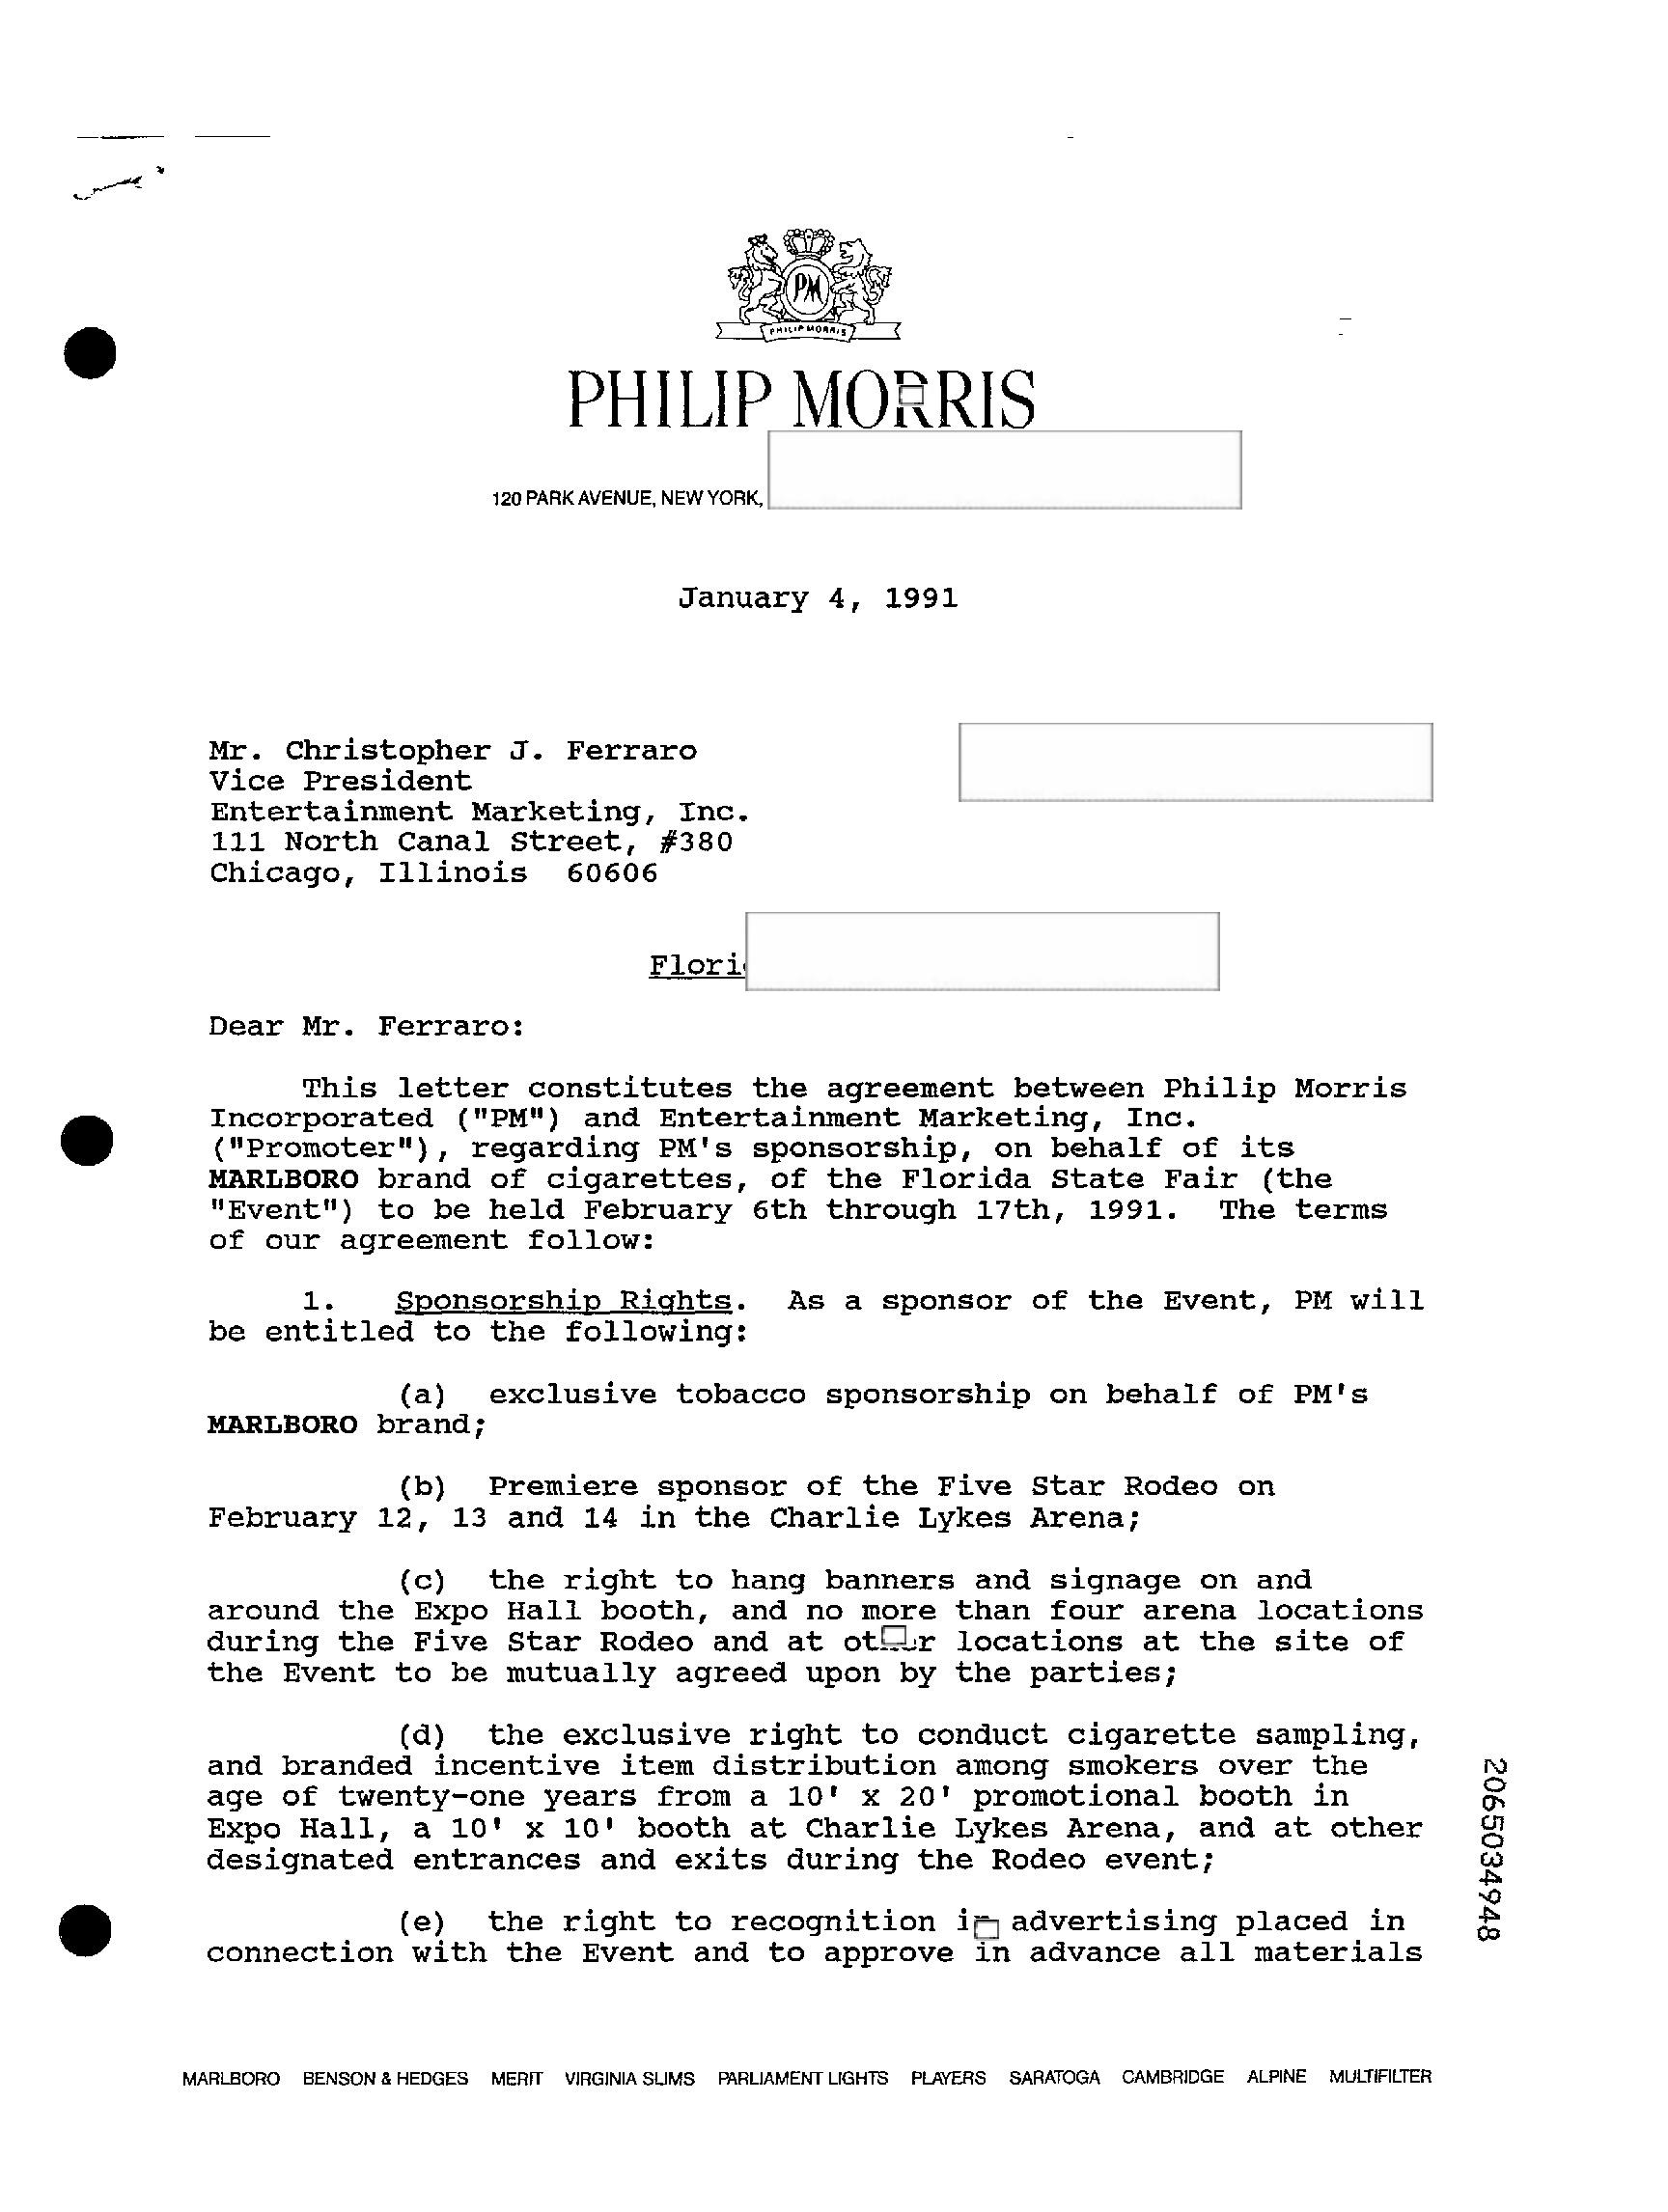 PM
PHILIP MORRIS
PHILIP MORRIS
120 PARK AVENUE, NEW YORK,
January 4, 1991
Mr. Christopher J. Ferraro
Vice President
Entertainment Marketing, Inc.
111 North Canal Street, #380
Chicago, Illinois  60606
Dear Mr. Ferraro:
This letter constitutes the agreement between Philip Morris
Incorporated ("PM") and Entertainment Marketing, Inc.
("Promoter"), regarding PM's sponsorship, on behalf of its
MARLBORO brand of cigarettes, of the Florida State Fair (the
"Event") to be held February 6th through 17th, 1991.  The terms
of our agreement follow:
1.   Sponsorship Rights.  As a sponsor of the Event, PM will
be entitled to the following:
(a)  exclusive tobacco sponsorship on behalf of PM's
MARLBORO brand;
(b)  Premiere sponsor of the Five Star Rodeo on
February 12, 13 and 14 in the Charlie Lykes Arena;
(c)  the right to hang banners and signage on and
around the Expo Hall booth, and no more than four arena locations
during the Five Star Rodeo and at locations at the site of
the Event to be mutually agreed upon by the parties;
(d)  the exclusive right to conduct cigarette sampling,
and branded incentive item distribution among smokers over the
age of twenty-one years from a 10' x 20' promotional booth in
Expo Hall, a 10' x 10' booth at Charlie Lykes Arena, and at other
designated entrances and exits during the Rodeo event;
(e)  the right to recognition in advertising placed in
connection with the Event and to approve in advance all materials
2065034948
MARLBORO BENSON & HEDGES MERIT VIRGINIA SLIMS PARLIAMENT LIGHTS PLAYERS SARATOGA CAMBRIDGE ALPINE MULTIFILTER